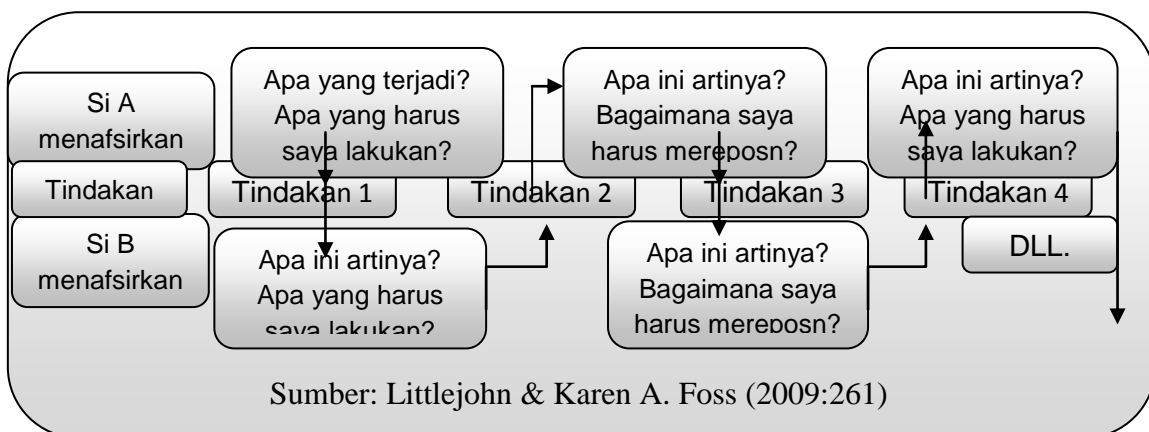 Si A
menafsirkan
Apa yang terjadi?
Apa yang harus
saya lakukan?
Apa ini artinya?
Bagaimana saya
harus mereposn?
Apa ini artinya?
Apa yang harus
saya lakukan?
Tindakan
Tindakan 1
Tindakan 2
Tindakan 3
Tindakan 4
Si B
menafsirkan
Apa ini artinya?
Apa yang harus
saya lakukan?
Apa ini artinya?
Bagaimana saya
harus mereposn?
DLL.
Sumber: Littlejohn & Karen A. Foss (2009:261)